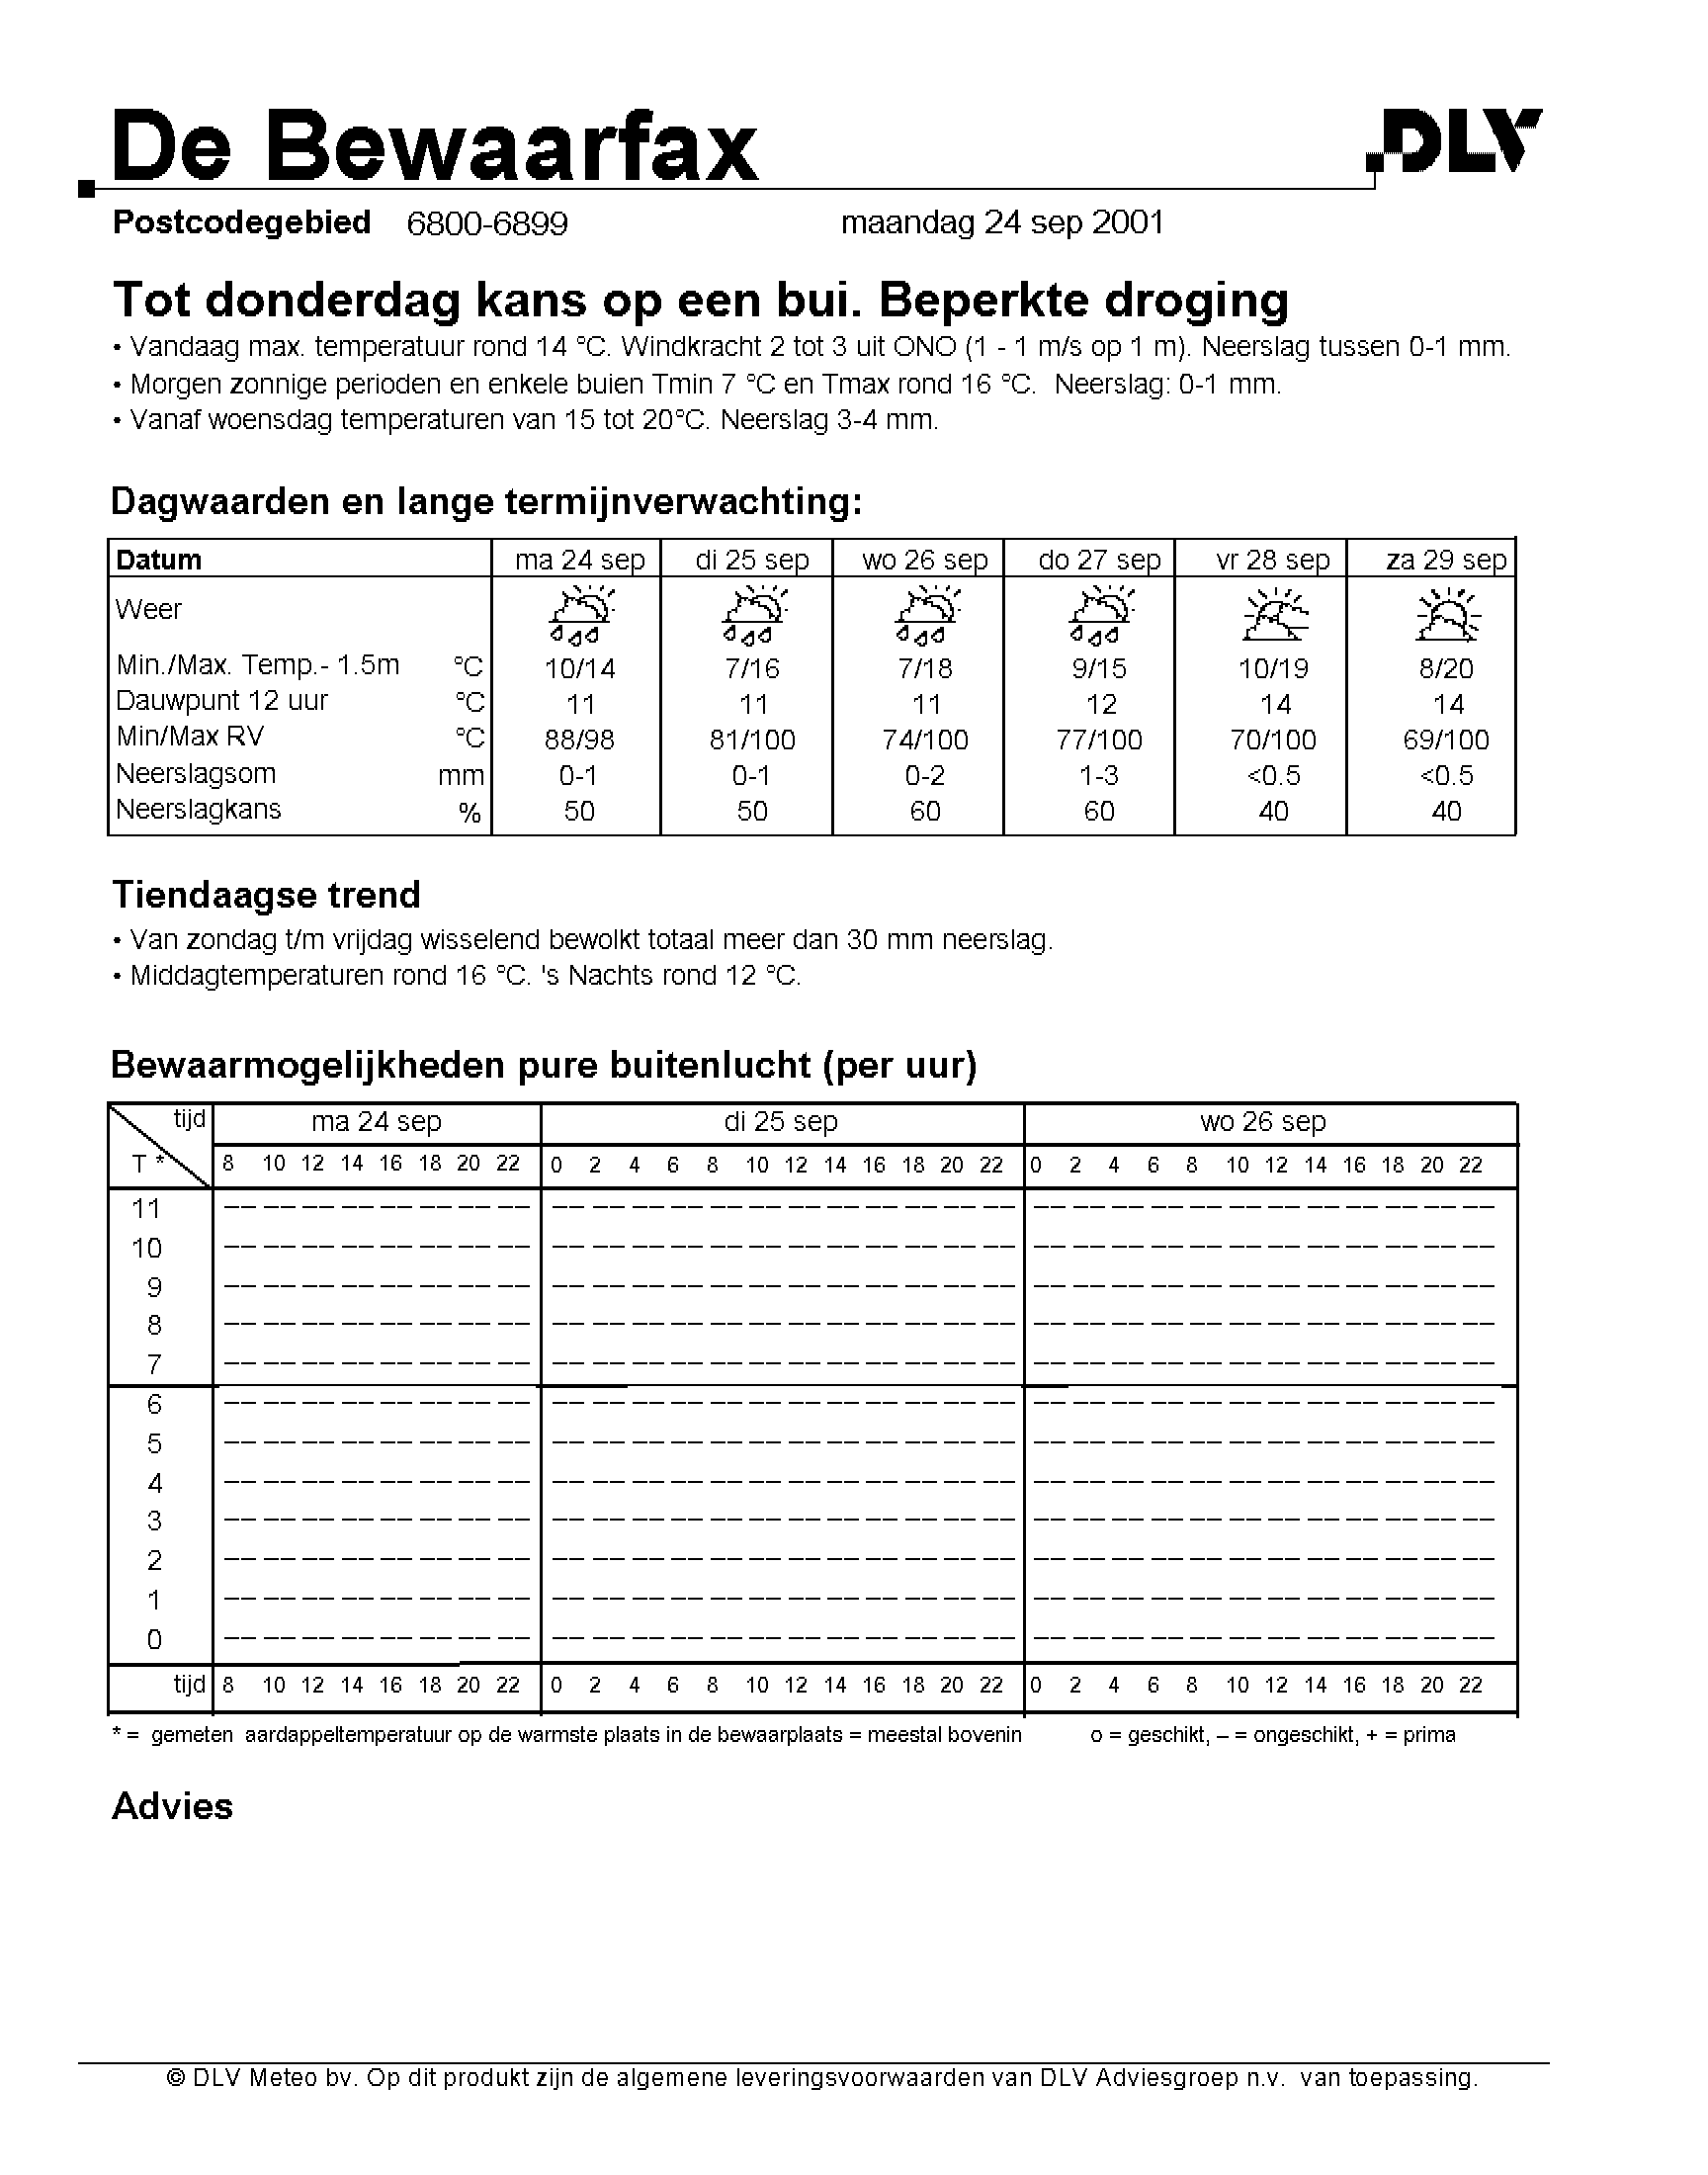 De Bewaarfax
DLV
Postcodegebied 6800-6899 maandag 24 sep 2001
Tot donderdag kans op een bui. Beperkte droging
• Vandaag max. temperatuur rond 14 °C. Windkracht 2 tot 3 uit ONO (1 - 1 m/s op 1 m). Neerslag tussen 0-1 mm.
• Morgen zonnige perioden en enkele buien Tmin 7 °C en Tmax rond 16 °C. Neerslag: 0-1 mm.
• Vanaf woensdag temperaturen van 15 tot 20°C. Neerslag 3-4 mm.
Dagwaarden en lange termijnverwachting:
Datum ma 24 sep di 25 sep wo 26 sep do 27 sep vr 28 sep za 29 sep
Weer
Min./Max. Temp.- 1.5m °C 10/14 7/16 7/18 9/15 10/19 8/20
Dauwpunt 12 uur °C 11 11 11 12 14 14
Min/Max RV °C 88/98 81/100 74/100 77/100 70/100 69/100
Neerslagsom mm 0-1 0-1 0-2 1-3 <0.5 <0.5
Neerslagkans % 50 50 60 60 40 40
Tiendaagse trend
• Van zondag t/m vrijdag wisselend bewolkt totaal meer dan 30 mm neerslag.
• Middagtemperaturen rond 16 °C. 's Nachts rond 12 °C.
Bewaarmogelijkheden pure buitenlucht (per uur)
tijd ma 24 sep di 25 sep wo 26 sep
T * 8 10 12 14 16 18 20 22 0 2 4 6 8 10 12 14 16 18 20 22 0 2 4 6 8 10 12 14 16 18 20 22
11 – – – – – – – – – – – – – – – – – – – – – – – – – – – – – – – – – – – – – – – – – – – – – – – – – – – – – – – – – – – – – – – –
10 – – – – – – – – – – – – – – – – – – – – – – – – – – – – – – – – – – – – – – – – – – – – – – – – – – – – – – – – – – – – – – – –
9 – – – – – – – – – – – – – – – – – – – – – – – – – – – – – – – – – – – – – – – – – – – – – – – – – – – – – – – – – – – – – – – –
8 – – – – – – – – – – – – – – – – – – – – – – – – – – – – – – – – – – – – – – – – – – – – – – – – – – – – – – – – – – – – – – – –
7 – – – – – – – – – – – – – – – – – – – – – – – – – – – – – – – – – – – – – – – – – – – – – – – – – – – – – – – – – – – – – – – –
6 – – – – – – – – – – – – – – – – – – – – – – – – – – – – – – – – – – – – – – – – – – – – – – – – – – – – – – – – – – – – – – – –
5 – – – – – – – – – – – – – – – – – – – – – – – – – – – – – – – – – – – – – – – – – – – – – – – – – – – – – – – – – – – – – – – –
4 – – – – – – – – – – – – – – – – – – – – – – – – – – – – – – – – – – – – – – – – – – – – – – – – – – – – – – – – – – – – – – – –
3 – – – – – – – – – – – – – – – – – – – – – – – – – – – – – – – – – – – – – – – – – – – – – – – – – – – – – – – – – – – – – – – –
2 – – – – – – – – – – – – – – – – – – – – – – – – – – – – – – – – – – – – – – – – – – – – – – – – – – – – – – – – – – – – – – – –
1 – – – – – – – – – – – – – – – – – – – – – – – – – – – – – – – – – – – – – – – – – – – – – – – – – – – – – – – – – – – – – – – –
0 – – – – – – – – – – – – – – – – – – – – – – – – – – – – – – – – – – – – – – – – – – – – – – – – – – – – – – – – – – – – – – – –
tijd 8 10 12 14 16 18 20 22 0 2 4 6 8 10 12 14 16 18 20 22 0 2 4 6 8 10 12 14 16 18 20 22
* = gemeten aardappeltemperatuur op de warmste plaats in de bewaarplaats = meestal bovenin o = geschikt, – = ongeschikt, + = prima
Advies
© DLV Meteo bv. Op dit produkt zijn de algemene leveringsvoorwaarden van DLV Adviesgroep n.v. van toepassing.